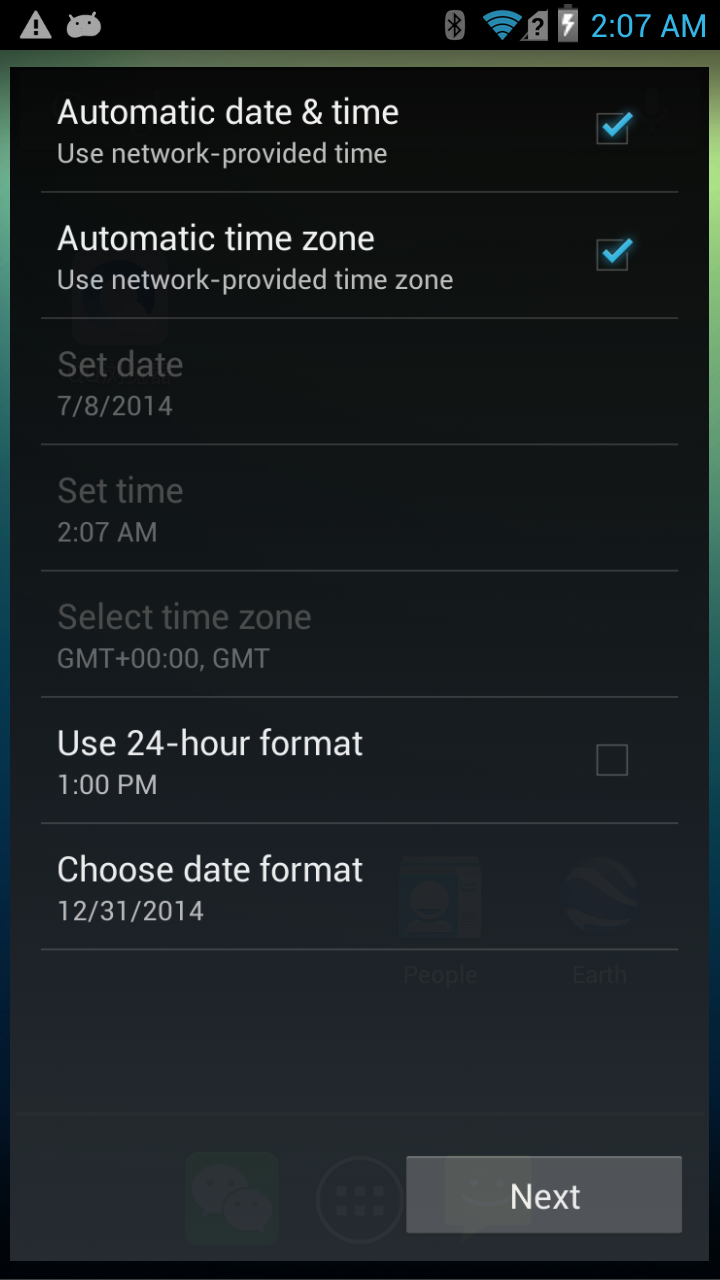 2:07 AM
Automatic date & time
Use network-provided time
Automatic time zone
Use network-provided time zone
Set date
7/8/2014
Set time
2:07 AM
Select time zone
GMT+00:00, GMT
Use 24-hour format
1:00 PM
Choose date format
12/31/2014
People
Earth
Next